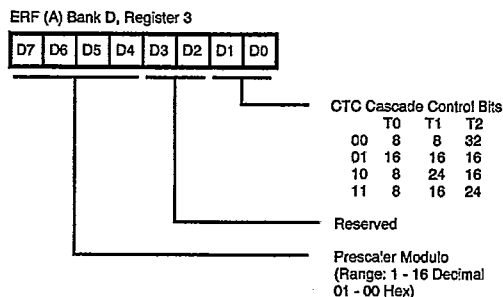 ERF (A) Bank D, Register 3
D7 D6 D5 D4 D3 D2 D1 D0
CTC Cascade Control Bits
T0 T1 T2
00 8 8 32
01 16 16 16
10 8 24 16
11 8 16 24
Reserved
Prescaler Modulo
(Range: 1 - 16 Decimal
01 - 00 Hex)